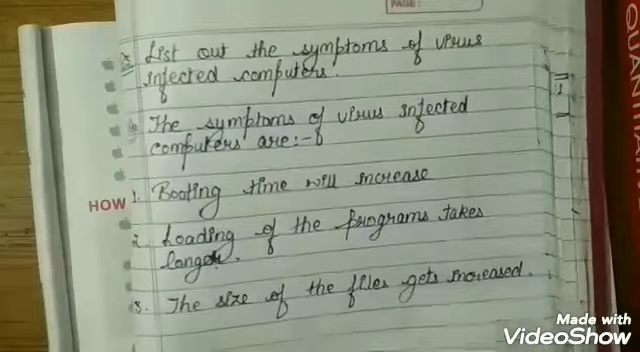 PAGE:
List out the symptoms of virus
infected computers.
The symptoms of virus infected
computers are:-
HOW
1. Booting time will increase
2. Loading of the programs takes
longer.
3. The size of the files gets increased.
QUANTI
Made with
VideoShow